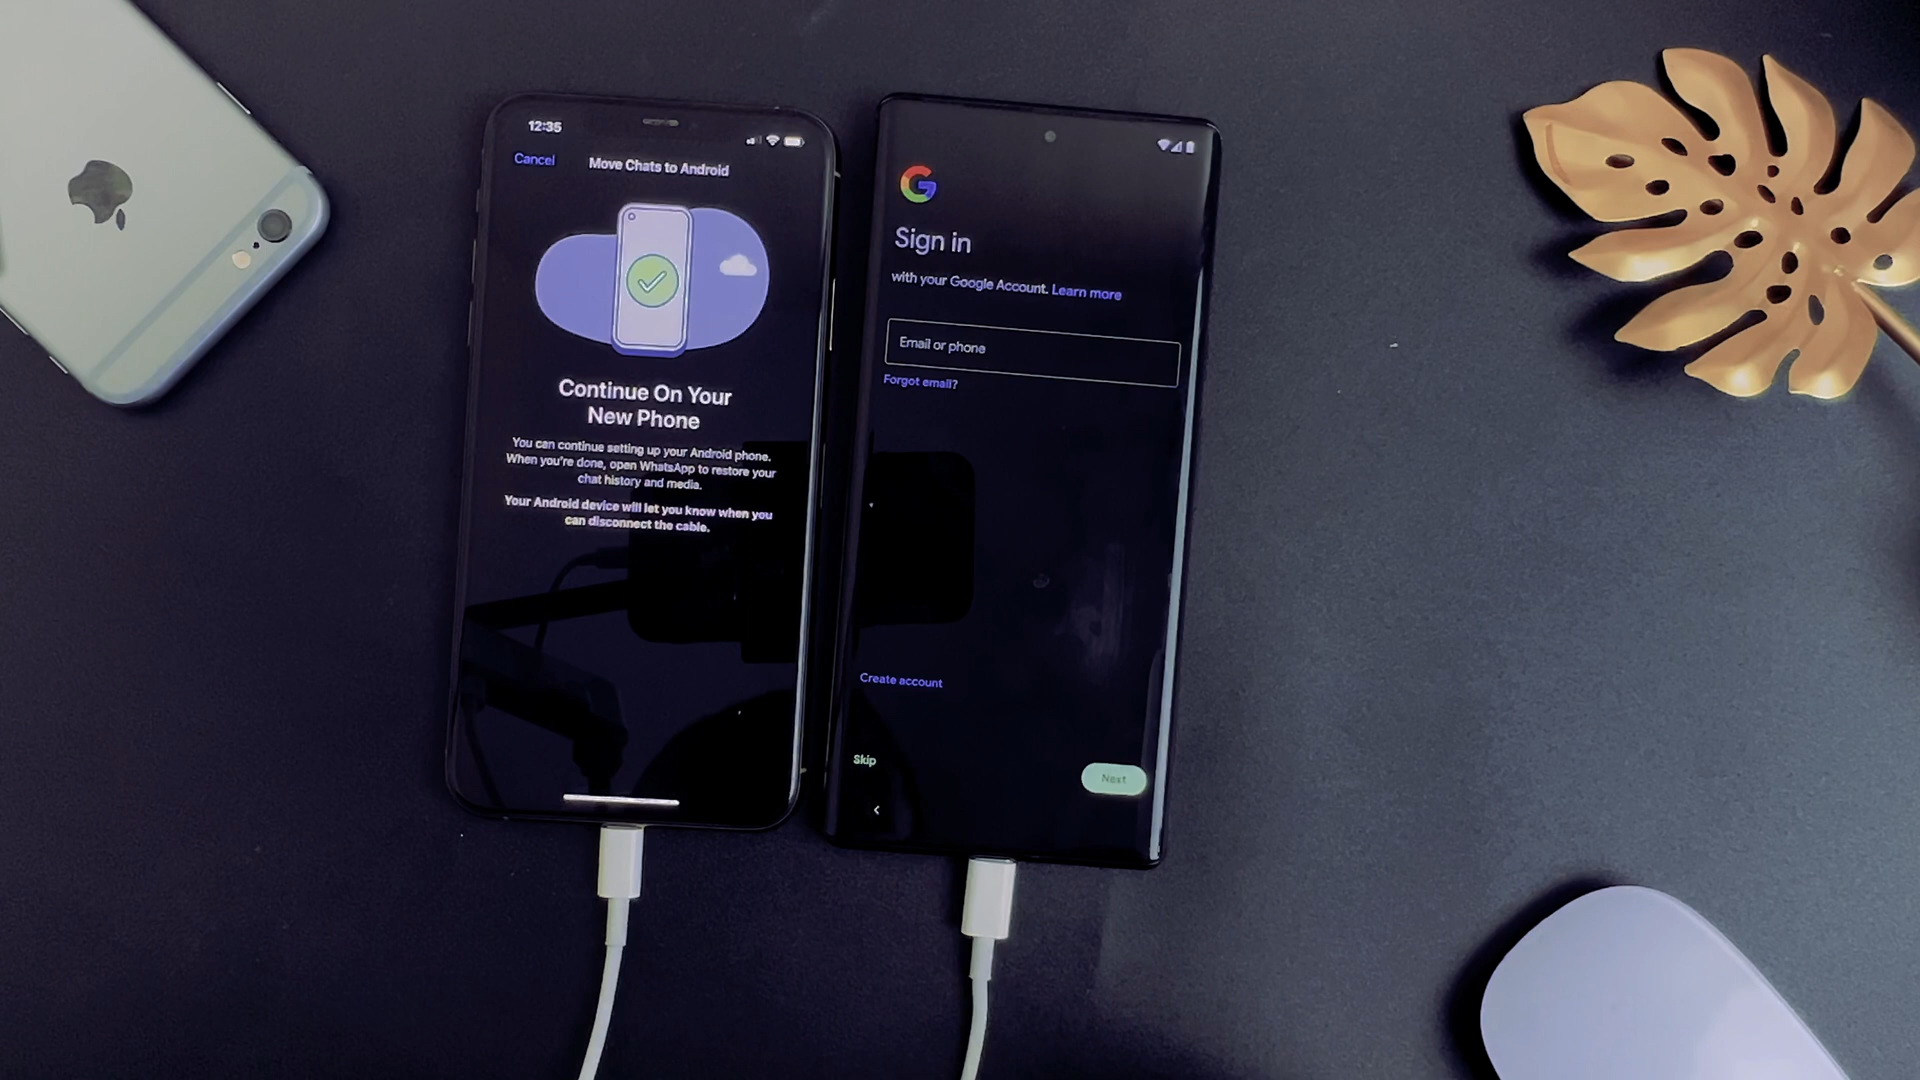 12:35
Cancel
Move Chats to Android
Continue On Your
New Phone
You can continue setting up your Android phone.
When you're done, open WhatsApp to restore your
chat history and media.
Your Android device will let you know when you
can disconnect the cable.
Sign in
with your Google Account. Learn more
Email or phone
Forgot email?
Create account
Skip
Next